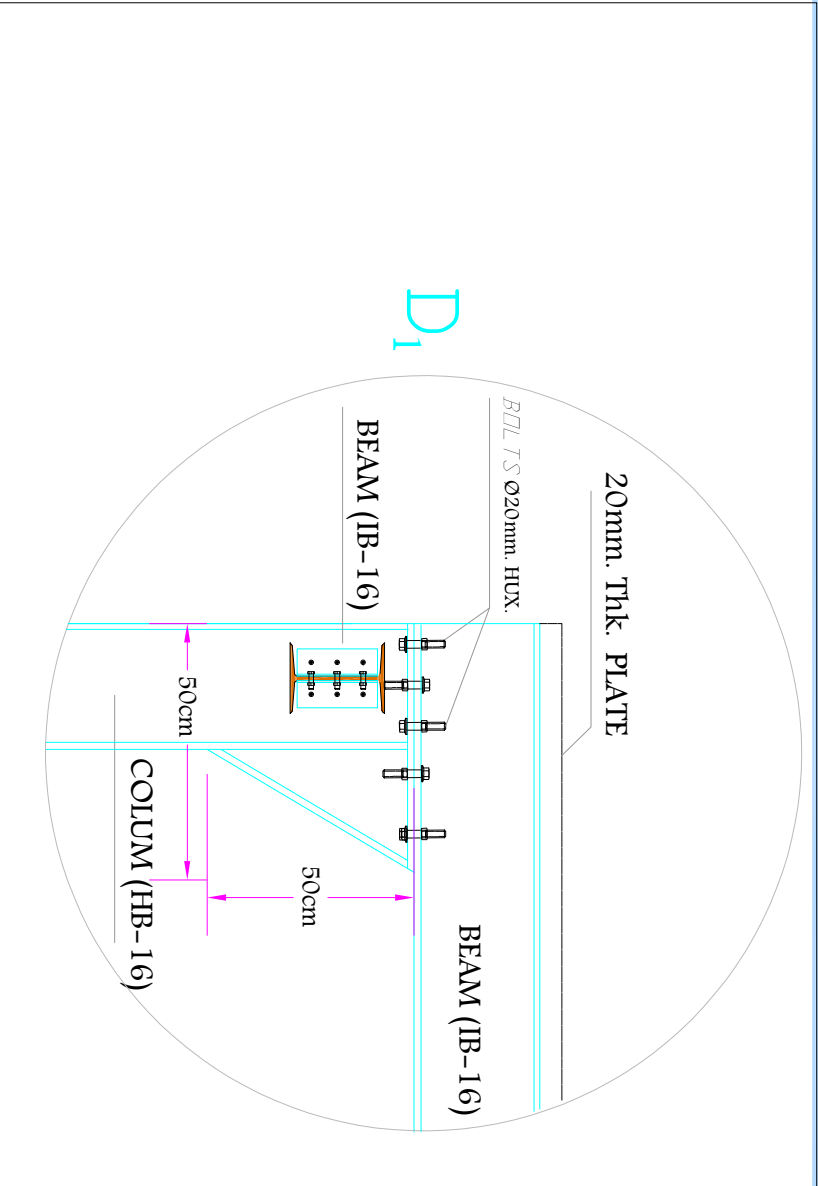 D1
20mm. Thk. PLATE
BOLTS Ø20mm. HUX.
BEAM (IB-16)
BEAM (IB-16)
50cm
50cm
COLUM (HB-16)